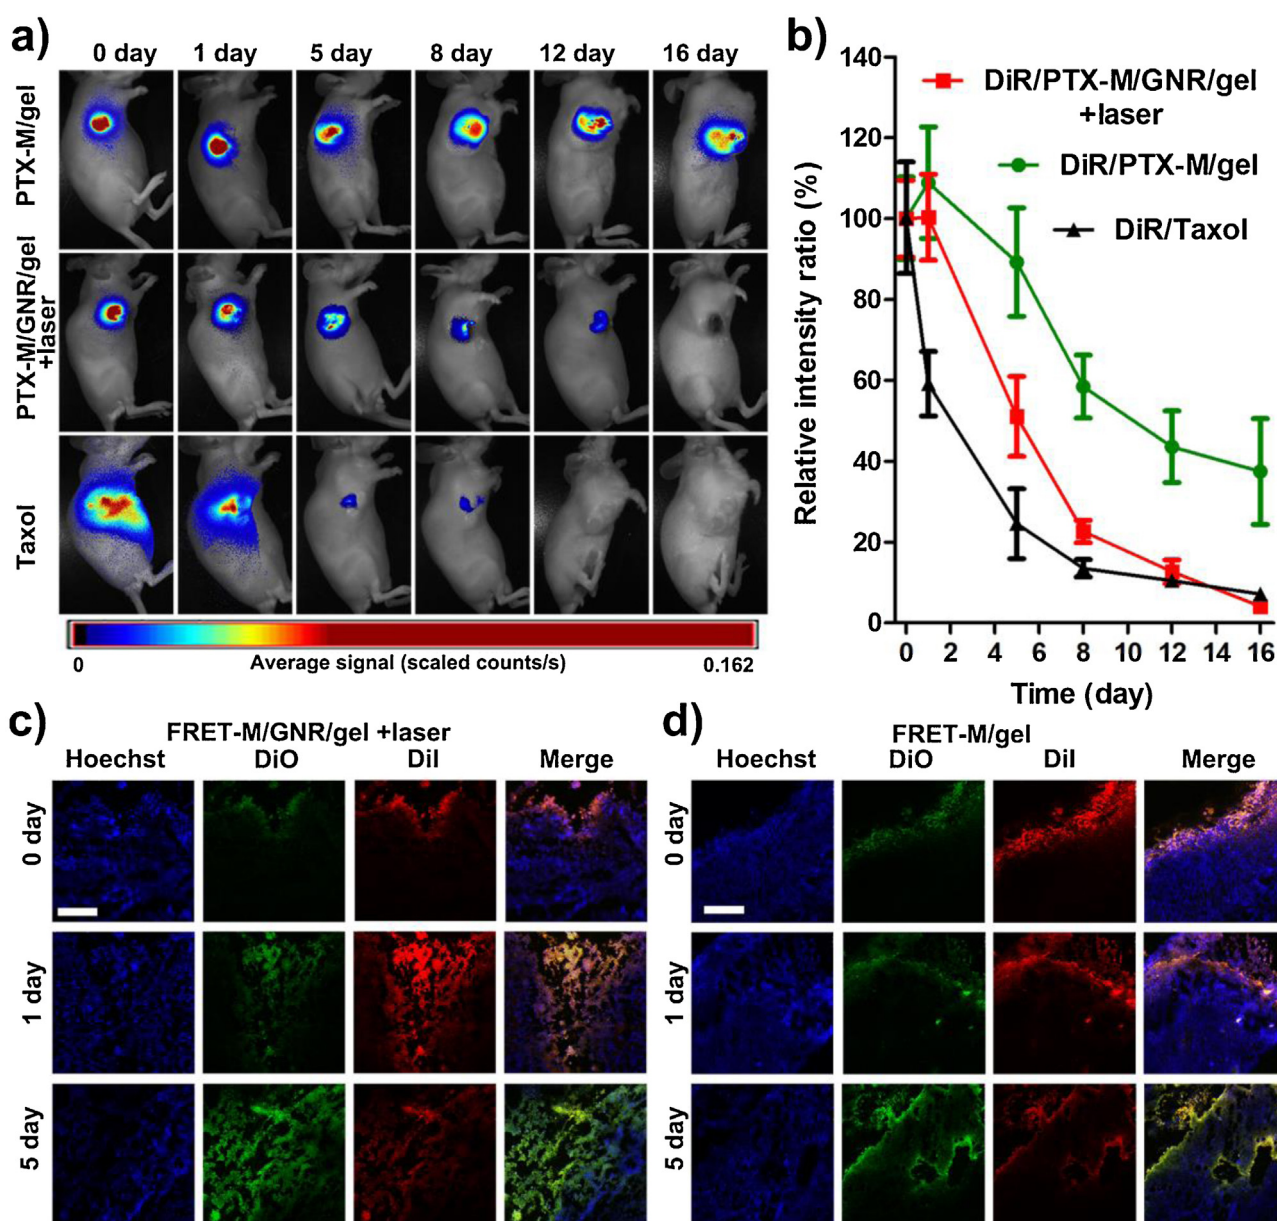 a)
0 day 1 day 5 day 8 day 12 day 16 day
PTX-M/gel
PTX-M/GNR/gel
+laser
Taxol
0 Average signal (scaled counts/s) 0.162
b)
140
120
100
80
60
40
20
0
Relative intensity ratio (%)
DiR/PTX-M/GNR/gel
+laser
DiR/PTX-M/gel
DiR/Taxol
0 2 4 6 8 10 12 14 16
Time (day)
c)
FRET-M/GNR/gel +laser
Hoechst DiO DiI Merge
0 day
1 day
5 day
d)
FRET-M/gel
Hoechst DiO DiI Merge
0 day
1 day
5 day